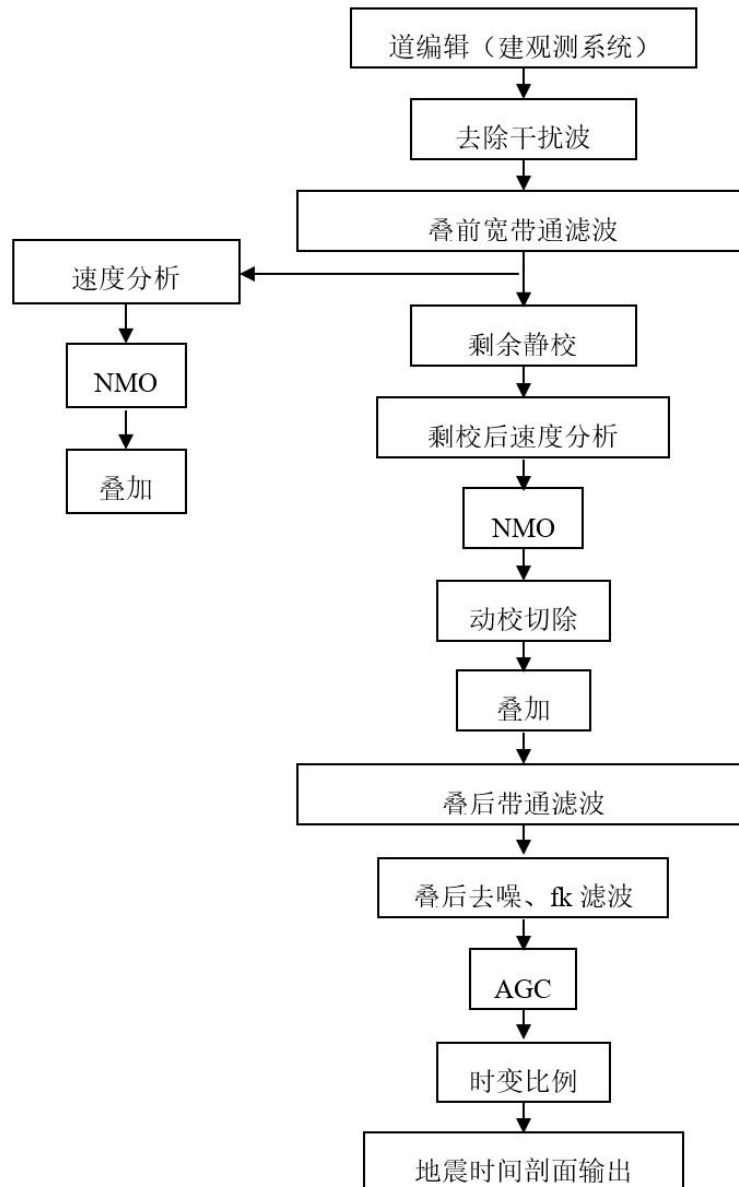 道编辑（建观测系统）
去除干扰波
叠前宽带通滤波
速度分析
NMO
叠加
剩余静校
剩校后速度分析
NMO
动校切除
叠加
叠后带通滤波
叠后去噪、fk 滤波
AGC
时变比例
地震时间剖面输出